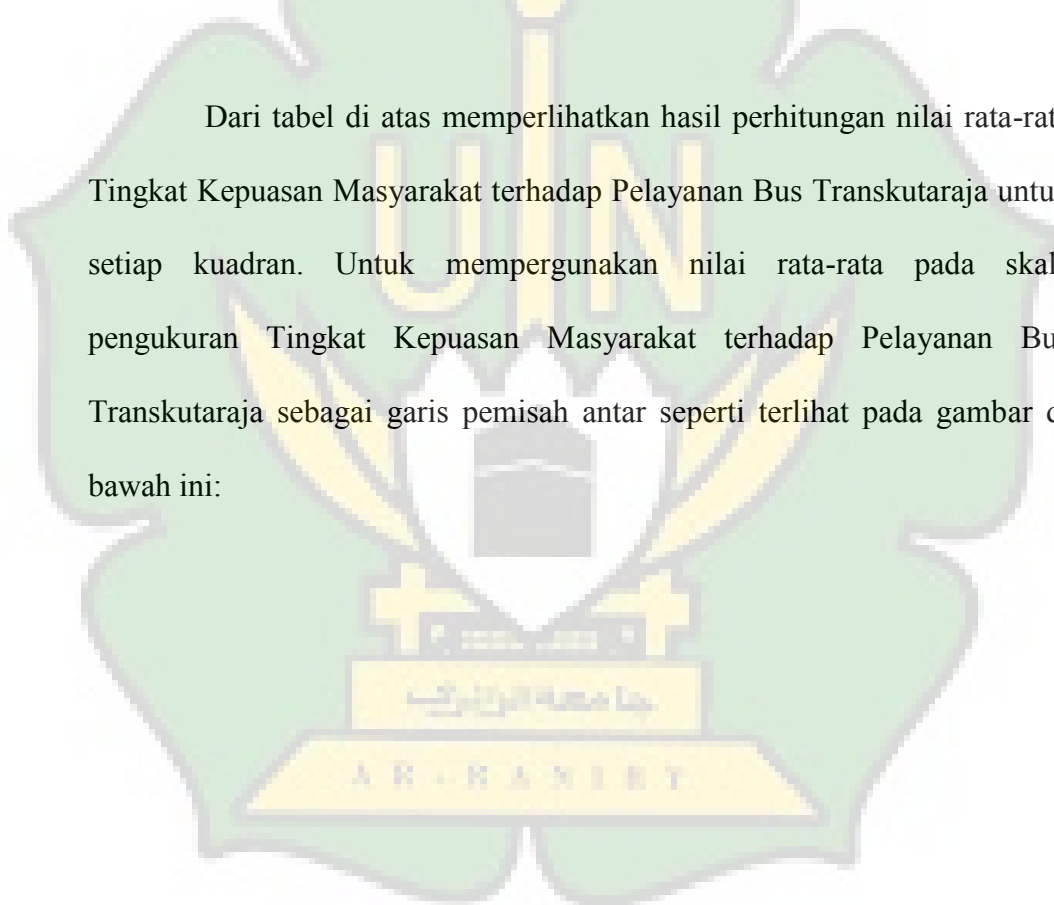 Dari tabel di atas memperlihatkan hasil perhitungan nilai rata-rat
Tingkat Kepuasan Masyarakat terhadap Pelayanan Bus Transkutaraja untu
setiap kuadran. Untuk mempergunakan nilai rata-rata pada skal
pengukuran Tingkat Kepuasan Masyarakat terhadap Pelayanan Bu
Transkutaraja sebagai garis pemisah antar seperti terlihat pada gambar d
bawah ini:
UIN
AR-RANIRY